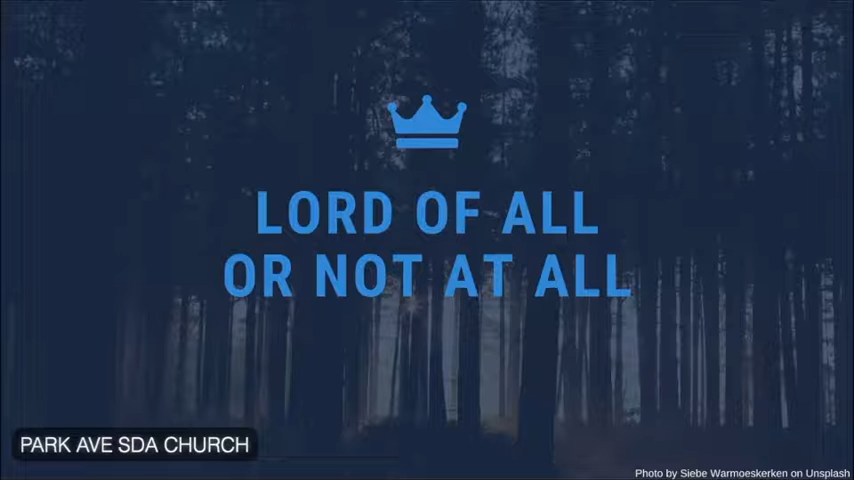 LORD OF ALL
OR NOT AT ALL
PARK AVE SDA CHURCH
Photo by Siebe Warmoeskerken on Unsplash